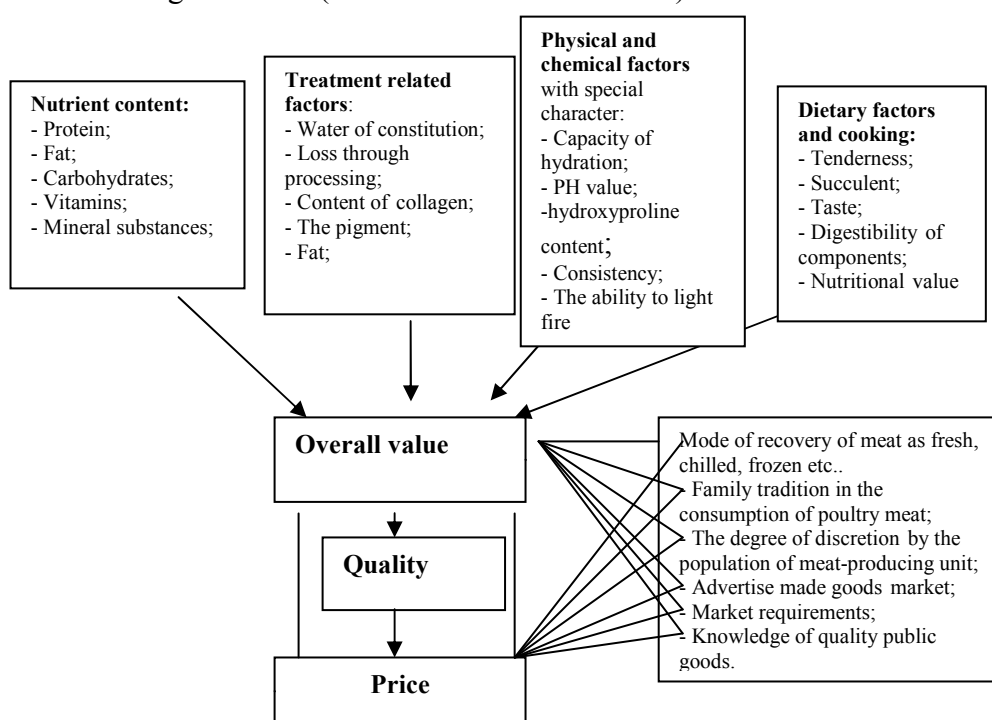 Nutrient content:
- Protein;
- Fat;
- Carbohydrates;
- Vitamins;
- Mineral substances;
Treatment related
factors:
- Water of constitution;
- Loss through
processing;
- Content of collagen;
- The pigment;
- Fat;
Physical and
chemical factors
with special
character:
- Capacity of
hydration;
- PH value;
-hydroxyproline
content;
- Consistency;
- The ability to light
fire
Dietary factors
and cooking:
- Tenderness;
- Succulent;
- Taste;
- Digestibility of
components;
- Nutritional value
Overall value
Quality
Price
Mode of recovery of meat as fresh,
chilled, frozen etc..
- Family tradition in the
consumption of poultry meat;
- The degree of discretion by the
population of meat-producing unit;
- Advertise made goods market;
- Market requirements;
- Knowledge of quality public
goods.